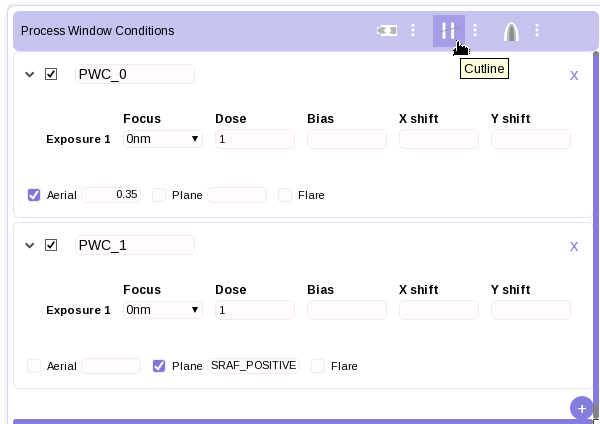 Process Window Conditions
Cutline
PWC_0
X
Focus Dose Bias X shift Y shift
Exposure 1 0nm 1
Aerial 0.35 Plane Flare
PWC_1
X
Focus Dose Bias X shift Y shift
Exposure 1 0nm 1
Aerial Plane SRAF_POSITIVE Flare
+